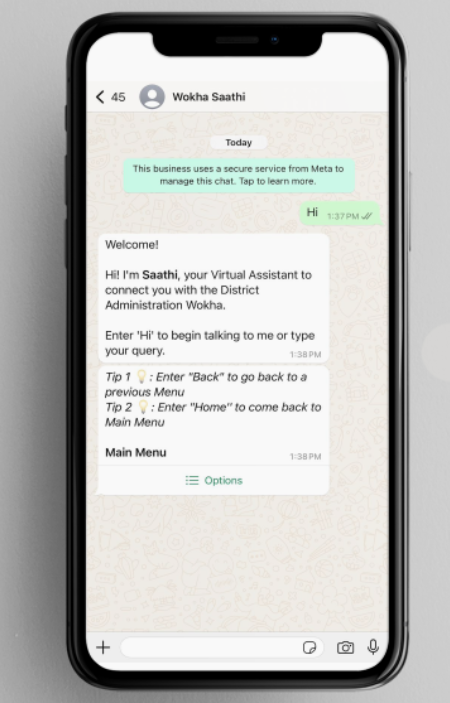 45 Wokha Saathi
Today
This business uses a secure service from Meta to
manage this chat. Tap to learn more.
Hi 1:37 PM
Welcome!
Hi! I'm Saathi, your Virtual Assistant to
connect you with the District
Administration Wokha.
Enter 'Hi' to begin talking to me or type
your query.
1:38 PM
Tip 1 💡: Enter "Back" to go back to a
previous Menu
Tip 2 💡: Enter "Home" to come back to
Main Menu
Main Menu
1:38 PM
Options